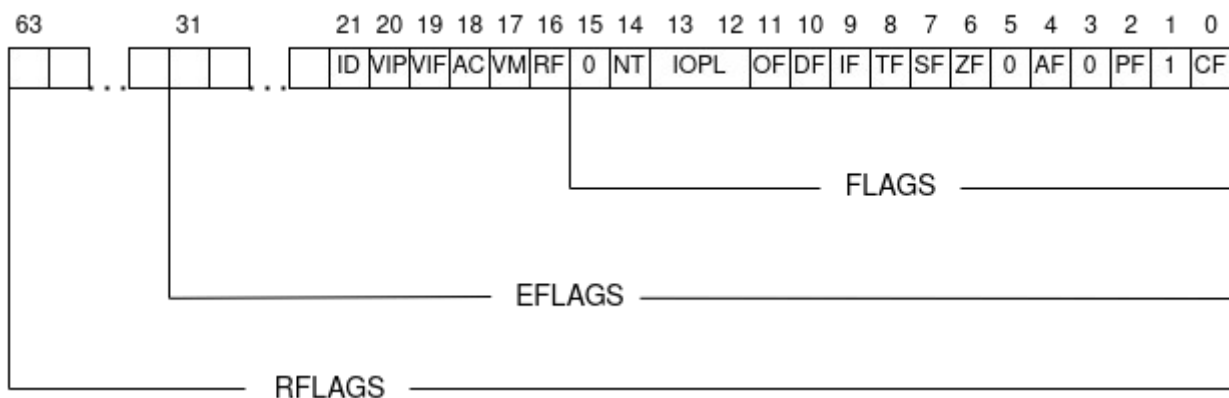 63 31 21 20 19 18 17 16 15 14 13 12 11 10 9 8 7 6 5 4 3 2 1 0
... ... ID VIP VIF AC VM RF 0 NT IOPL OF DF IF TF SF ZF 0 AF 0 PF 1 CF
FLAGS
EFLAGS
RFLAGS